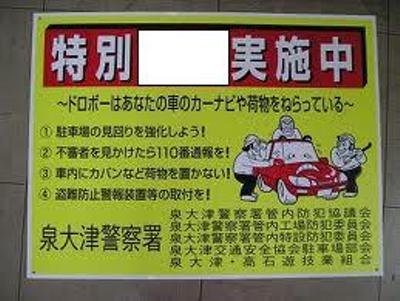 特別 実施中
～ドロボーはあなたの車のカーナビや荷物をねらっている～
① 駐車場の見回りを強化しよう!
② 不審者を見かけたら110番通報を!
③ 車内にカバンなど荷物を置かない!
④ 盗難防止警報装置等の取付を!
泉大津警察署
泉大津警察署管内防犯協議会
泉大津警察署管内工場防犯委員会
泉大津警察署管内特設防犯委員会
泉大津交通安全協会駐車場部会
泉大津・高石遊技業組合